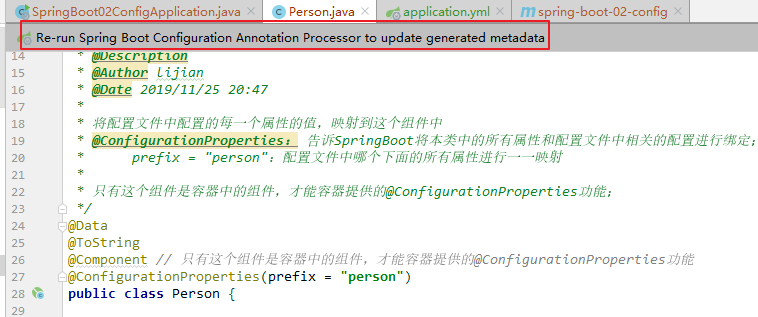 SpringBoot02ConfigApplication.java × Person.java × application.yml × m spring-boot-02-config ×
Re-run Spring Boot Configuration Annotation Processor to update generated metadata
14 * @Description
15 * @Author lijian
16 * @Date 2019/11/25 20:47
17 *
18 * 将配置文件中配置的每一个属性的值，映射到这个组件中
19 * @ConfigurationProperties： 告诉SpringBoot将本类中的所有属性和配置文件中相关的配置进行绑定；
20 * prefix = "person"：配置文件中哪个下面的所有属性进行一一映射
21 *
22 * 只有这个组件是容器中的组件，才能容器提供的@ConfigurationProperties功能；
23 */
24 @Data
25 @ToString
26 @Component // 只有这个组件是容器中的组件，才能容器提供的@ConfigurationProperties功能
27 @ConfigurationProperties(prefix = "person")
28 public class Person {
29